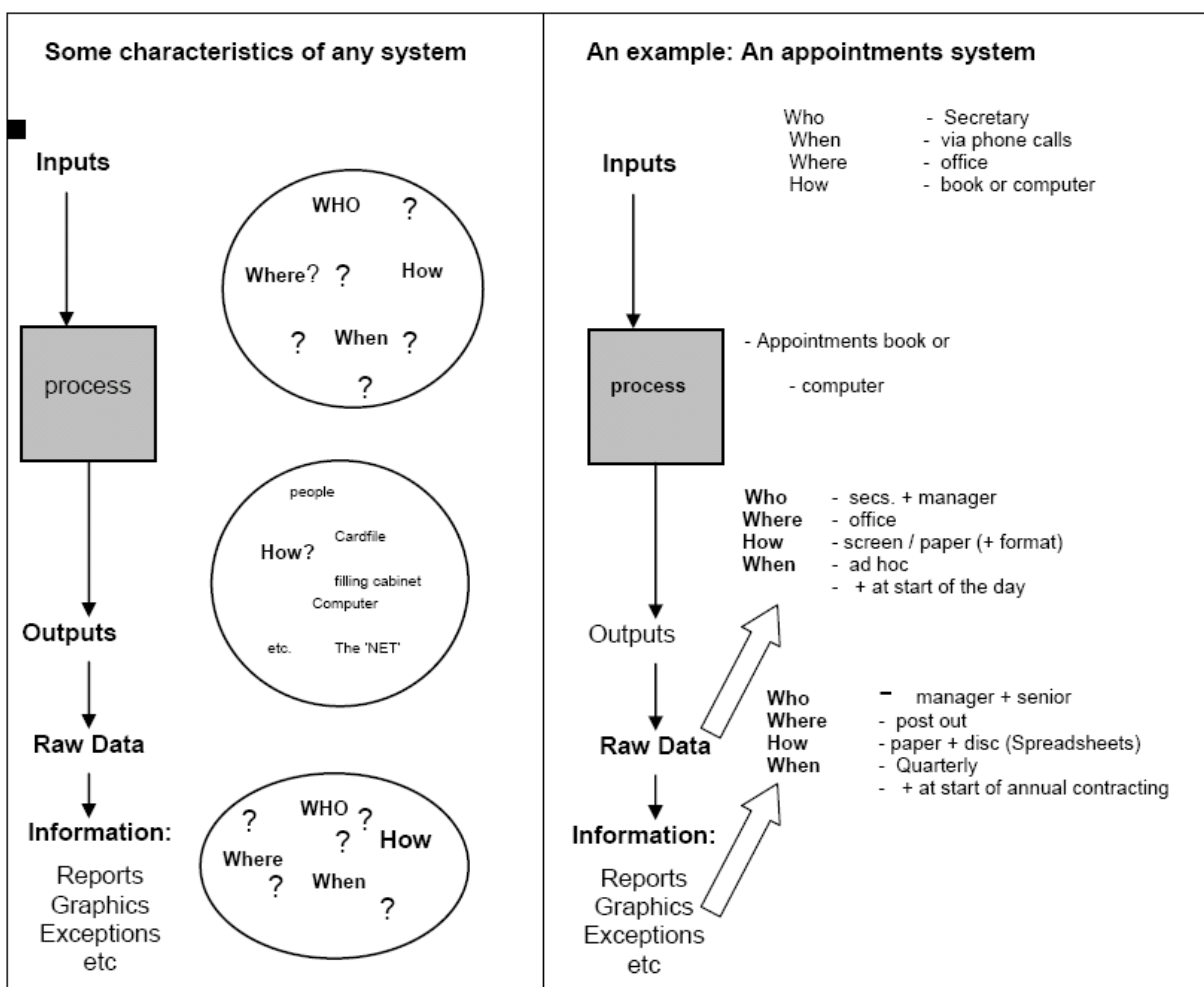 Some characteristics of any system
Inputs
WHO ?
Where? ? How
? When ?
?
process
people
Cardfile
How?
filling cabinet
Computer
etc. The 'NET'
Outputs
Raw Data
Information:
Reports
Graphics
Exceptions
etc
? WHO ?
? How
Where
? When
?
An example: An appointments system
Who - Secretary
When - via phone calls
Where - office
How - book or computer
Inputs
process
- Appointments book or
- computer
Who - secs. + manager
Where - office
How - screen / paper (+ format)
When - ad hoc
- + at start of the day
Outputs
Raw Data
Who - manager + senior
Where - post out
How - paper + disc (Spreadsheets)
When - Quarterly
- + at start of annual contracting
Information:
Reports
Graphics
Exceptions
etc